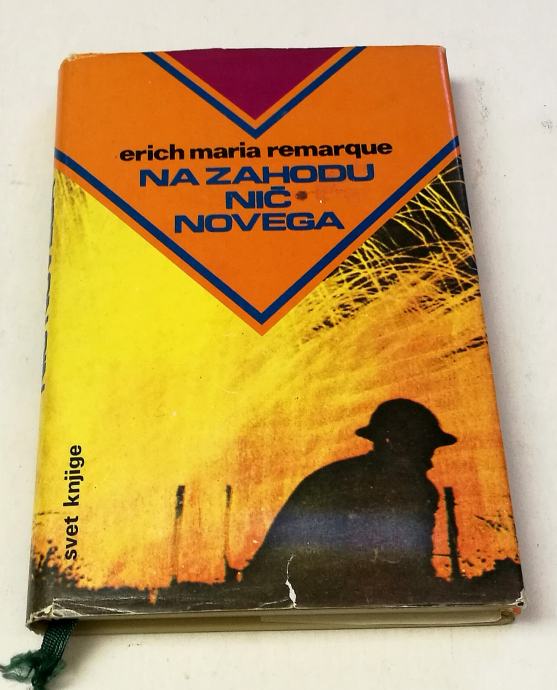 erich maria remarque
NA ZAHODU
NIČ
NOVEGA
svet knjige